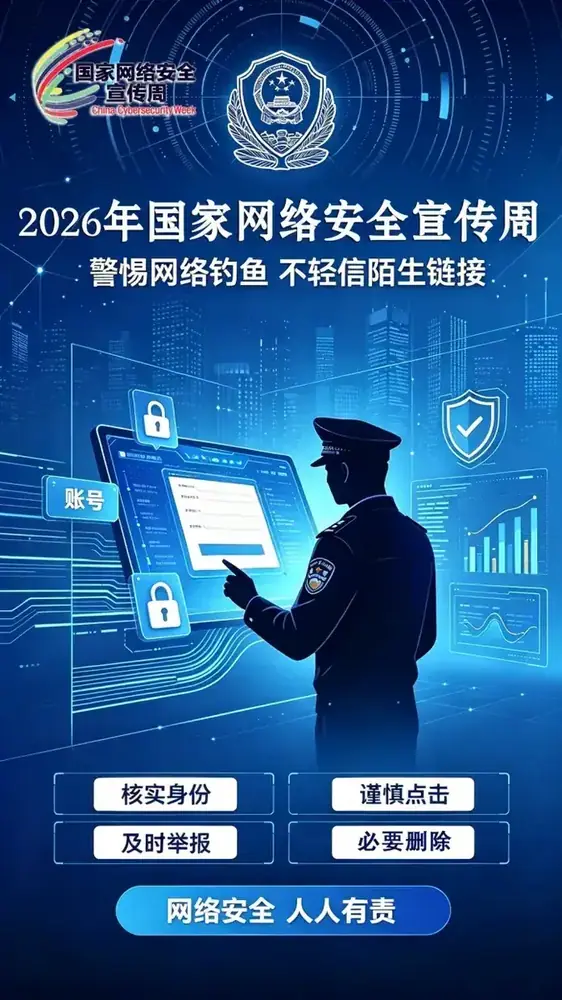 国家网络安全
宣传周
China Cybersecurity Week
2026年国家网络安全宣传周
警惕网络钓鱼 不轻信陌生链接
账号
核实身份
谨慎点击
及时举报
必要删除
网络安全 人人有责